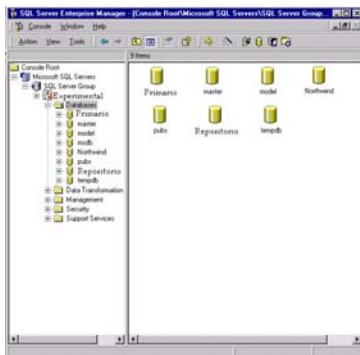 SQL Server Enterprise Manager - [Console Root\Microsoft SQL Servers\SQL Server Group...
Console Window Help
Action View Tools
Console Root
Microsoft SQL Servers
SQL Server Group
Experimental
Databases
Primario
master
model
msdb
Northwind
pubs
Repositorio
tempdb
Data Transformation
Management
Security
Support Services
9 Items
Primario master model Northwind
pubs Repositorio tempdb